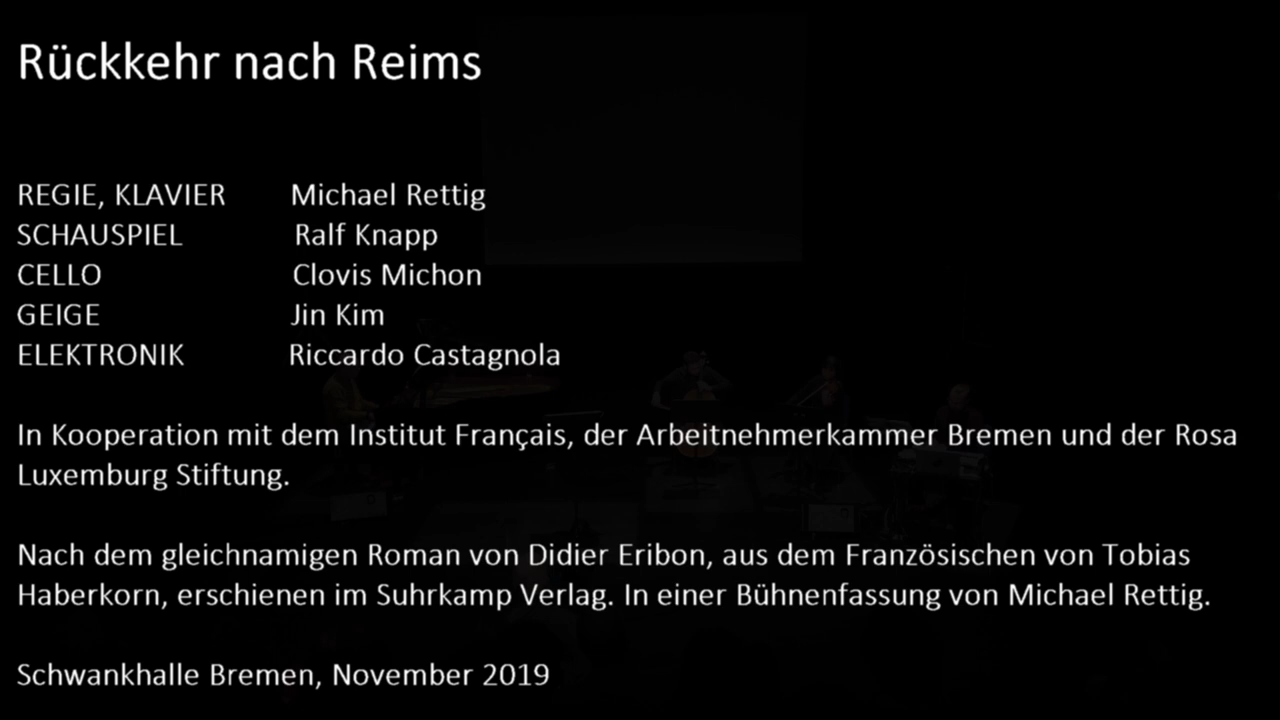 Rückkehr nach Reims
REGIE, KLAVIER Michael Rettig
SCHAUSPIEL Ralf Knapp
CELLO Clovis Michon
GEIGE Jin Kim
ELEKTRONIK Riccardo Castagnola
In Kooperation mit dem Institut Français, der Arbeitnehmerkammer Bremen und der Rosa
Luxemburg Stiftung.
Nach dem gleichnamigen Roman von Didier Eribon, aus dem Französischen von Tobias
Haberkorn, erschienen im Suhrkamp Verlag. In einer Bühnenfassung von Michael Rettig.
Schwankhalle Bremen, November 2019